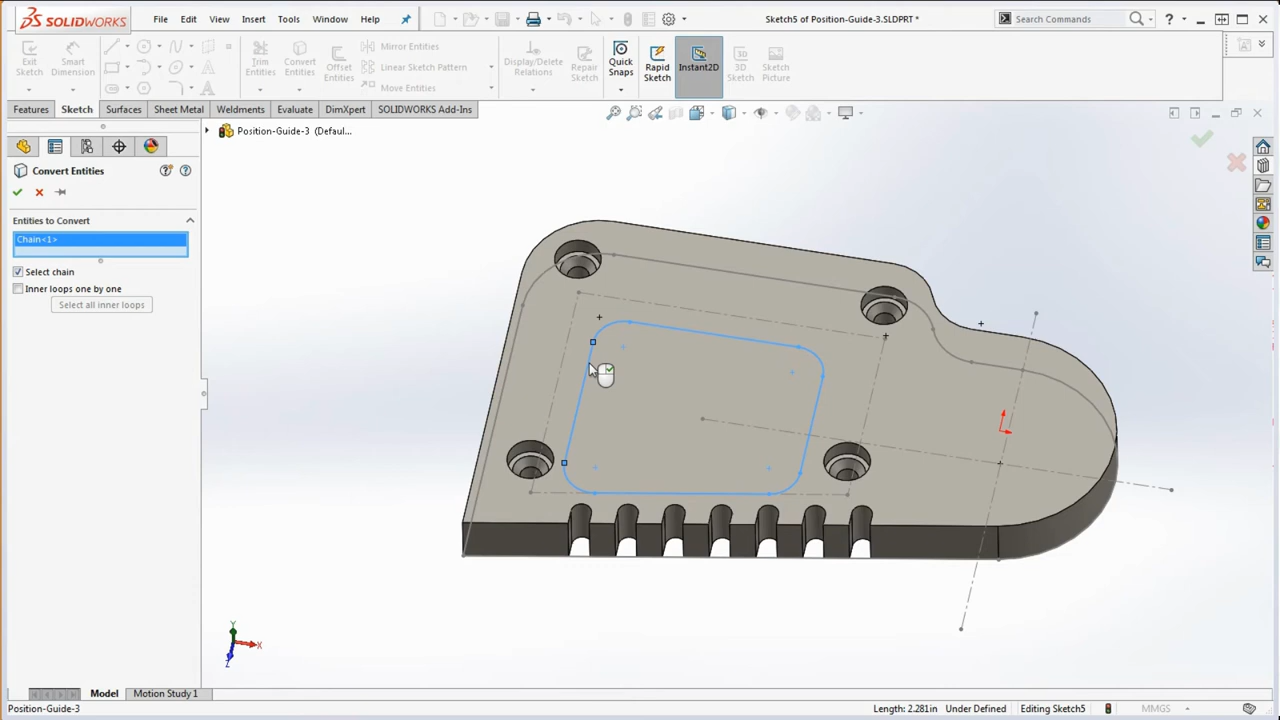 SOLIDWORKS
File Edit View Insert Tools Window Help
Sketch5 of Position-Guide-3.SLDPRT *
Search Commands
Exit Sketch
Smart Dimension
Trim Entities
Convert Entities
Offset Entities
Mirror Entities
Linear Sketch Pattern
Move Entities
Display/Delete Relations
Repair Sketch
Quick Snaps
Rapid Sketch
Instant2D
3D Sketch
Sketch Picture
Features Sketch Surfaces Sheet Metal Weldments Evaluate DimXpert SOLIDWORKS Add-Ins
Position-Guide-3 (Defaul...
Convert Entities
Entities to Convert
Chain<1>
Select chain
Inner loops one by one
Select all inner loops
Y
X
Z
Model Motion Study 1
Position-Guide-3
Length: 2.281in Under Defined Editing Sketch5 MMGS